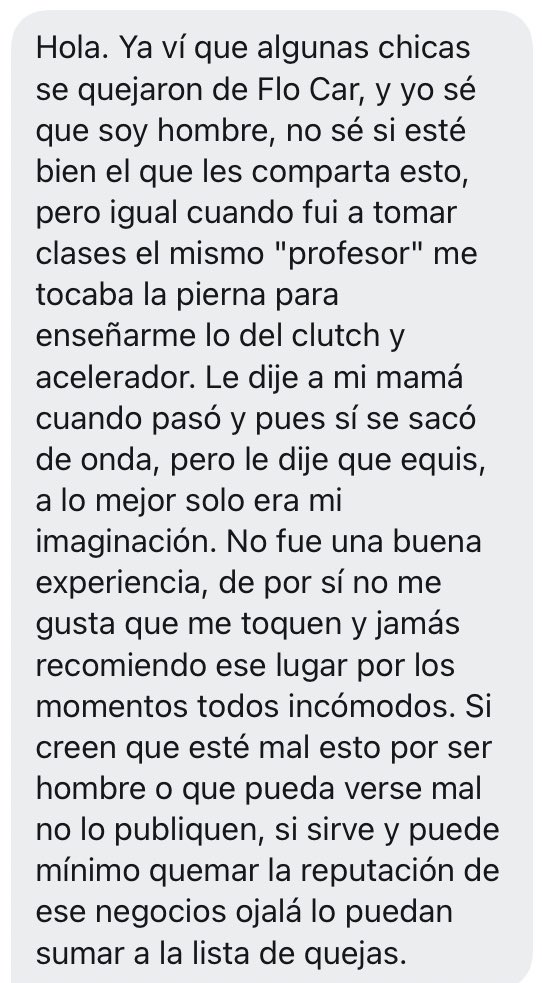 Hola. Ya ví que algunas chicas
se quejaron de Flo Car, y yo sé
que soy hombre, no sé si esté
bien el que les comparta esto,
pero igual cuando fui a tomar
clases el mismo "profesor" me
tocaba la pierna para
enseñarme lo del clutch y
acelerador. Le dije a mi mamá
cuando pasó y pues sí se sacó
de onda, pero le dije que equis,
a lo mejor solo era mi
imaginación. No fue una buena
experiencia, de por sí no me
gusta que me toquen y jamás
recomiendo ese lugar por los
momentos todos incómodos. Si
creen que esté mal esto por ser
hombre o que pueda verse mal
no lo publiquen, si sirve y puede
mínimo quemar la reputación de
ese negocios ojalá lo puedan
sumar a la lista de quejas.